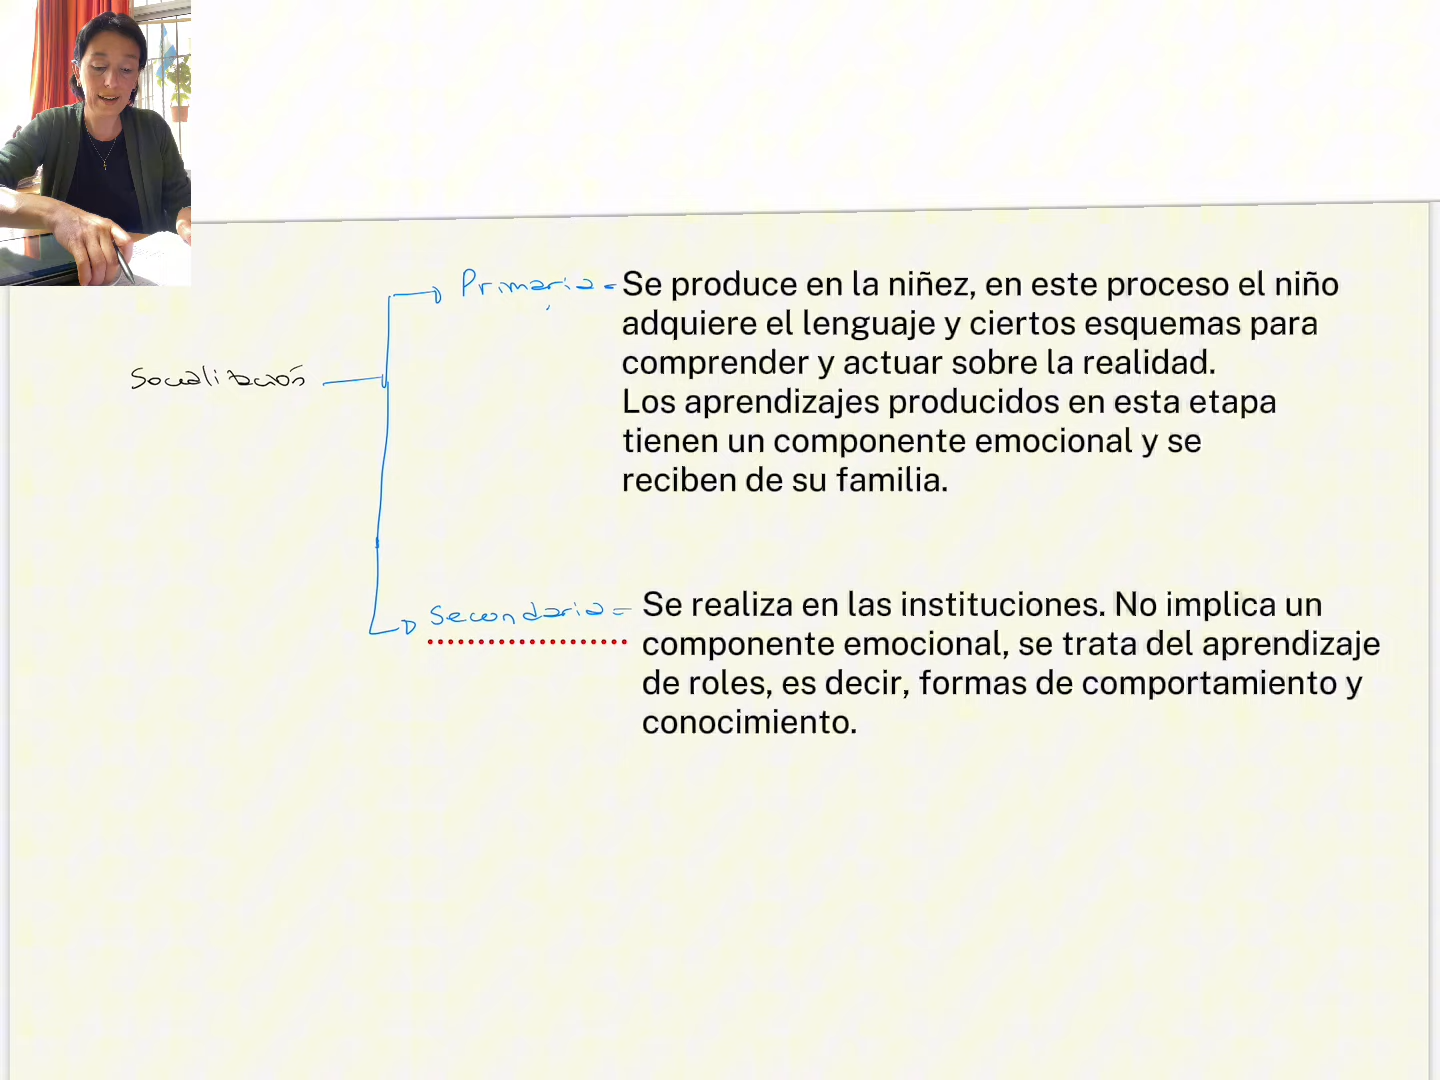 Primaria = Se produce en la niñez, en este proceso el niño
adquiere el lenguaje y ciertos esquemas para
comprender y actuar sobre la realidad.
Los aprendizajes producidos en esta etapa
tienen un componente emocional y se
reciben de su familia.
Socialización
Secundaria = Se realiza en las instituciones. No implica un
componente emocional, se trata del aprendizaje
de roles, es decir, formas de comportamiento y
conocimiento.